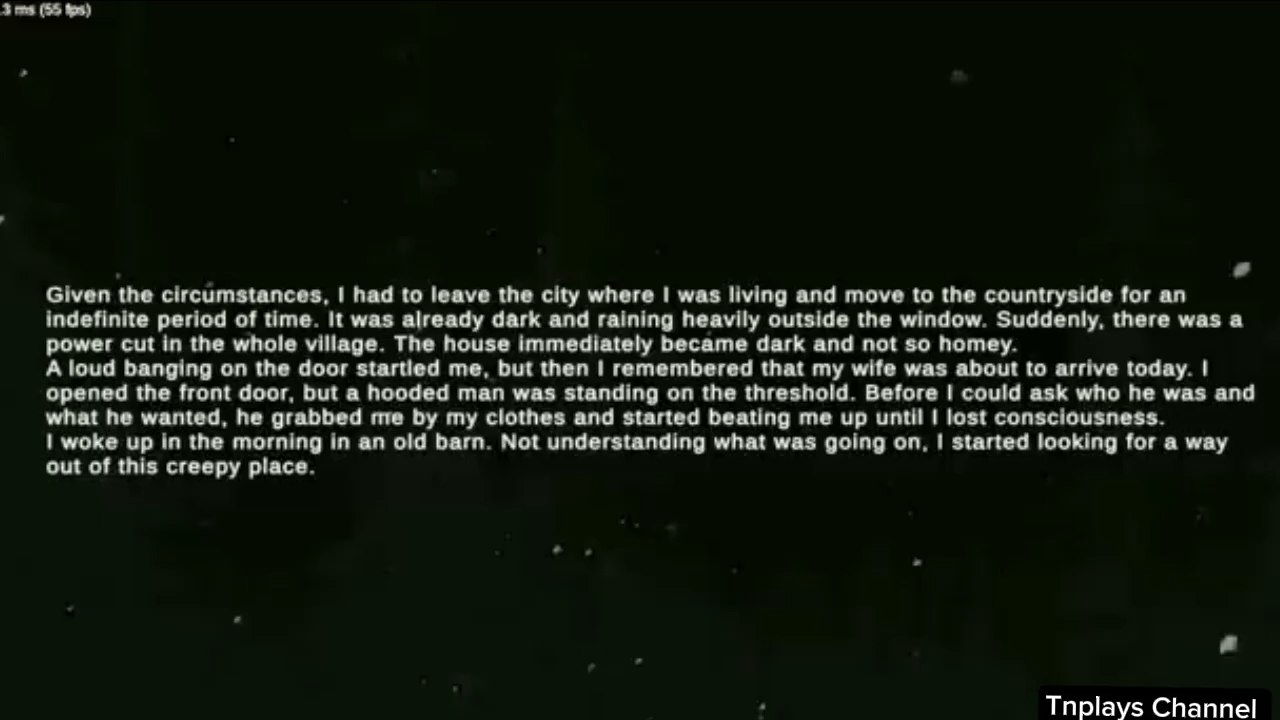 .3 ms (55 fps)
Given the circumstances, I had to leave the city where I was living and move to the countryside for an
indefinite period of time. It was already dark and raining heavily outside the window. Suddenly, there was a
power cut in the whole village. The house immediately became dark and not so homey.
A loud banging on the door startled me, but then I remembered that my wife was about to arrive today. I
opened the front door, but a hooded man was standing on the threshold. Before I could ask who he was and
what he wanted, he grabbed me by my clothes and started beating me up until I lost consciousness.
I woke up in the morning in an old barn. Not understanding what was going on, I started looking for a way
out of this creepy place.
Tnplays Channel